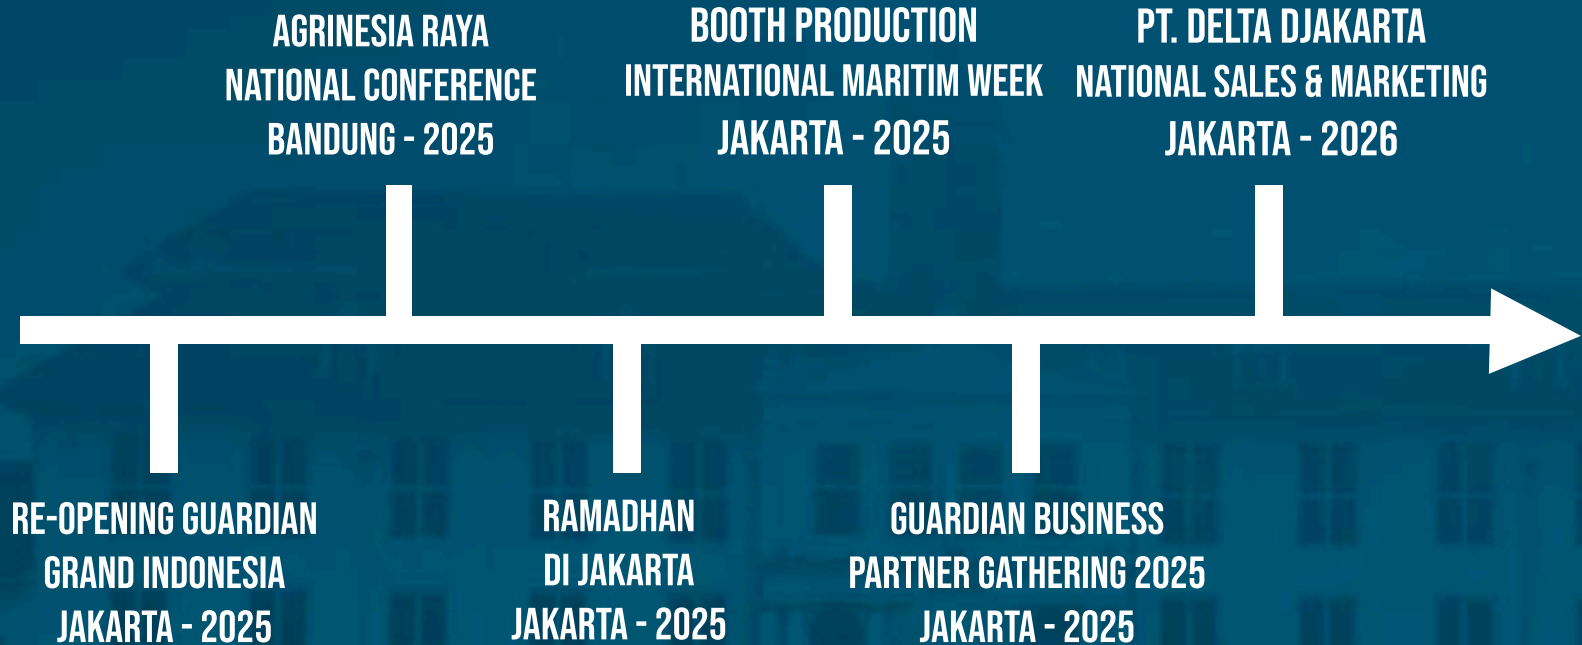 AGRINESIA RAYA
NATIONAL CONFERENCE
BANDUNG - 2025
BOOTH PRODUCTION
INTERNATIONAL MARITIM WEEK
JAKARTA - 2025
PT. DELTA DJAKARTA
NATIONAL SALES & MARKETING
JAKARTA - 2026
RE-OPENING GUARDIAN
GRAND INDONESIA
JAKARTA - 2025
RAMADHAN
DI JAKARTA
JAKARTA - 2025
GUARDIAN BUSINESS
PARTNER GATHERING 2025
JAKARTA - 2025